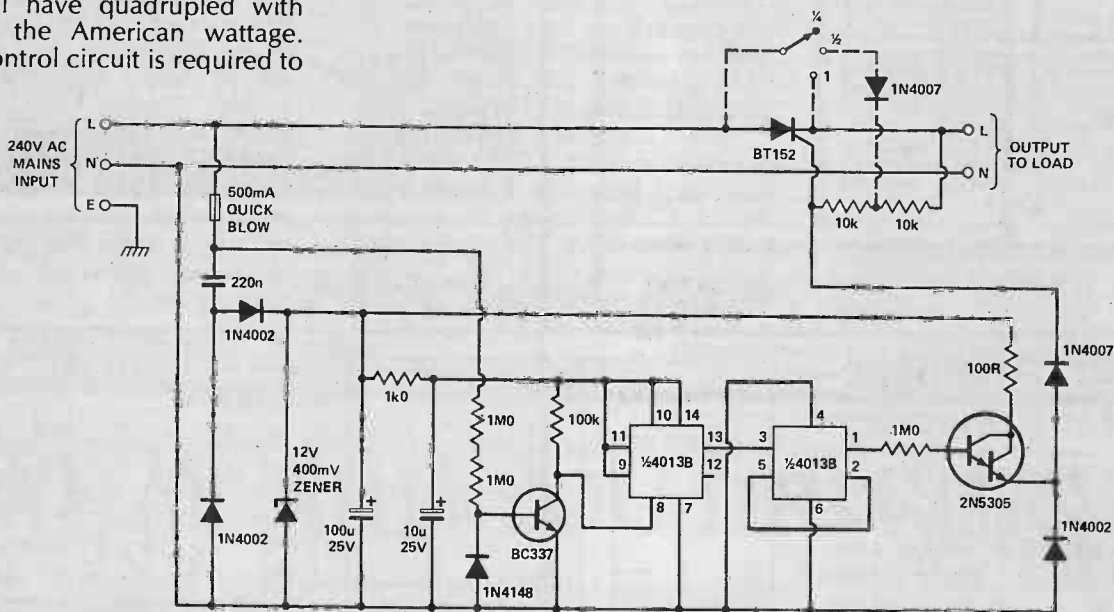 l have quadrupled with
the American wattage.
ontrol circuit is required to
¼
½
1
1N4007
L
240V AC
MAINS
INPUT
N
E
BT152
L
OUTPUT
TO LOAD
N
500mA
QUICK
BLOW
10k
10k
220n
1N4002
1N4007
100R
1k0
1M0
100k
10
14
4
11
13
3
1
1M0
9
½4013B
12
5
½4013B
2
12V
400mV
ZENER
1M0
8
7
6
2N5305
1N4002
100u
25V
10u
25V
BC337
1N4002
1N4148
+
+